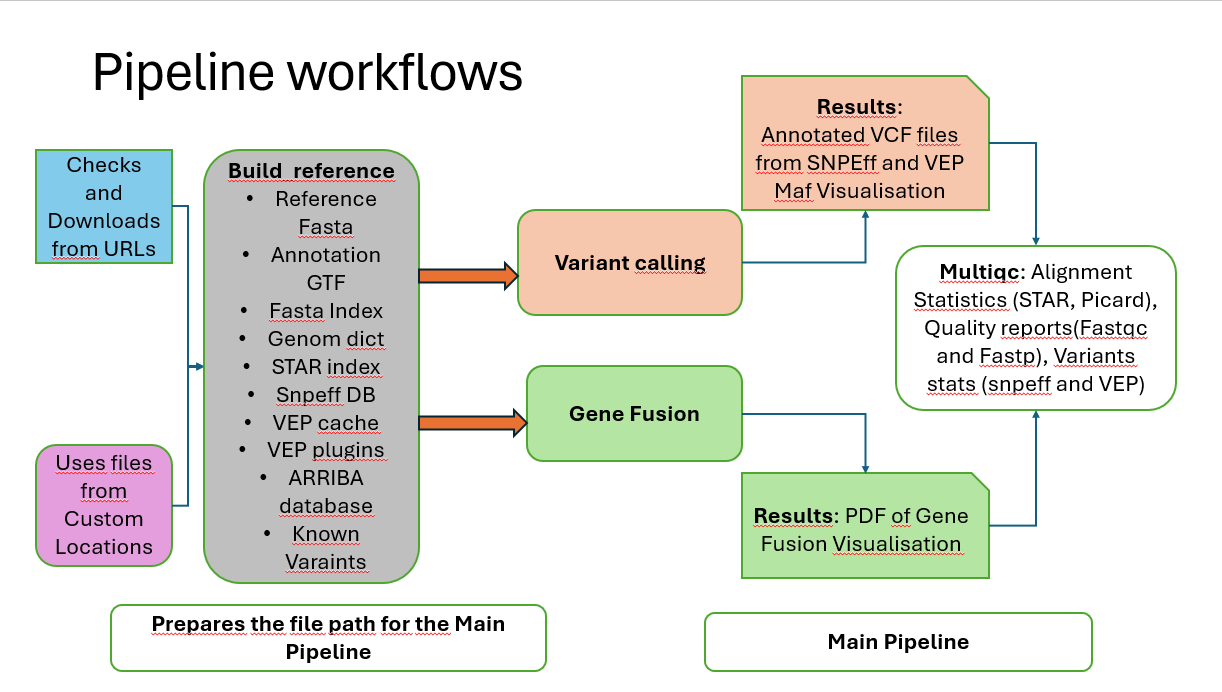 Pipeline workflows
Checks
and
Downloads
from URLs
Uses files
from
Custom
Locations
Build_reference
• Reference
Fasta
• Annotation
GTF
• Fasta Index
• Genom dict
• STAR index
• Snpeff DB
• VEP cache
• VEP plugins
• ARRIBA
database
• Known
Varaints
Variant calling
Gene Fusion
Results:
Annotated VCF files
from SNPEff and VEP
Maf Visualisation
Results: PDF of Gene
Fusion Visualisation
Multiqc: Alignment
Statistics (STAR, Picard),
Quality reports(Fastqc
and Fastp), Variants
stats (snpeff and VEP)
Prepares the file path for the Main
Pipeline
Main Pipeline